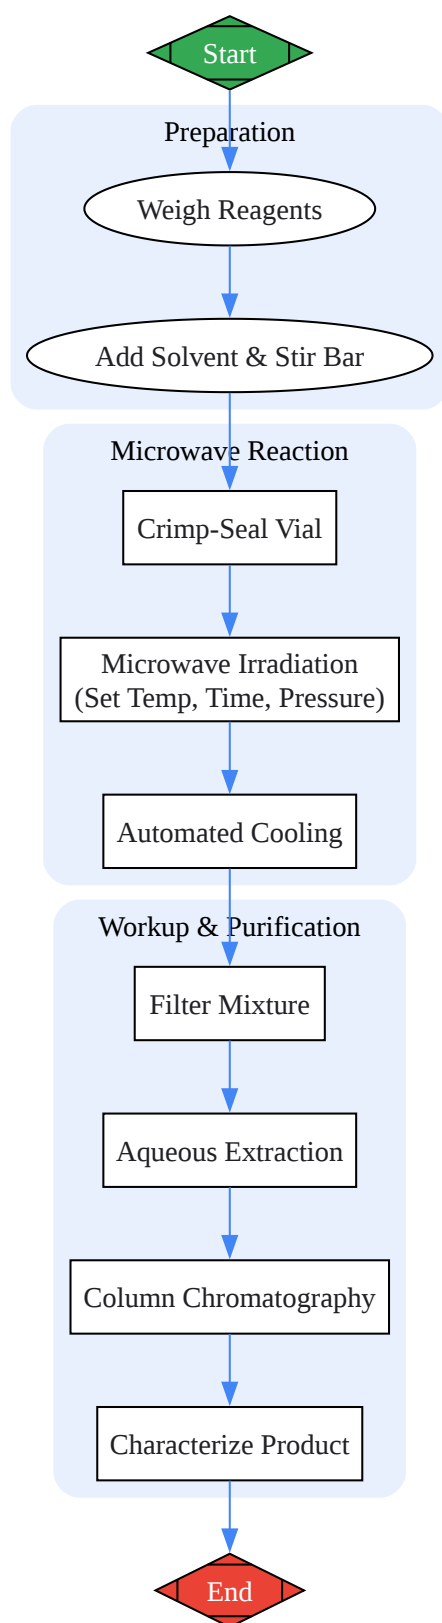 Start
Preparation
Weigh Reagents
Add Solvent & Stir Bar
Microwave Reaction
Crimp-Seal Vial
Microwave Irradiation
(Set Temp, Time, Pressure)
Automated Cooling
Workup & Purification
Filter Mixture
Aqueous Extraction
Column Chromatography
Characterize Product
End